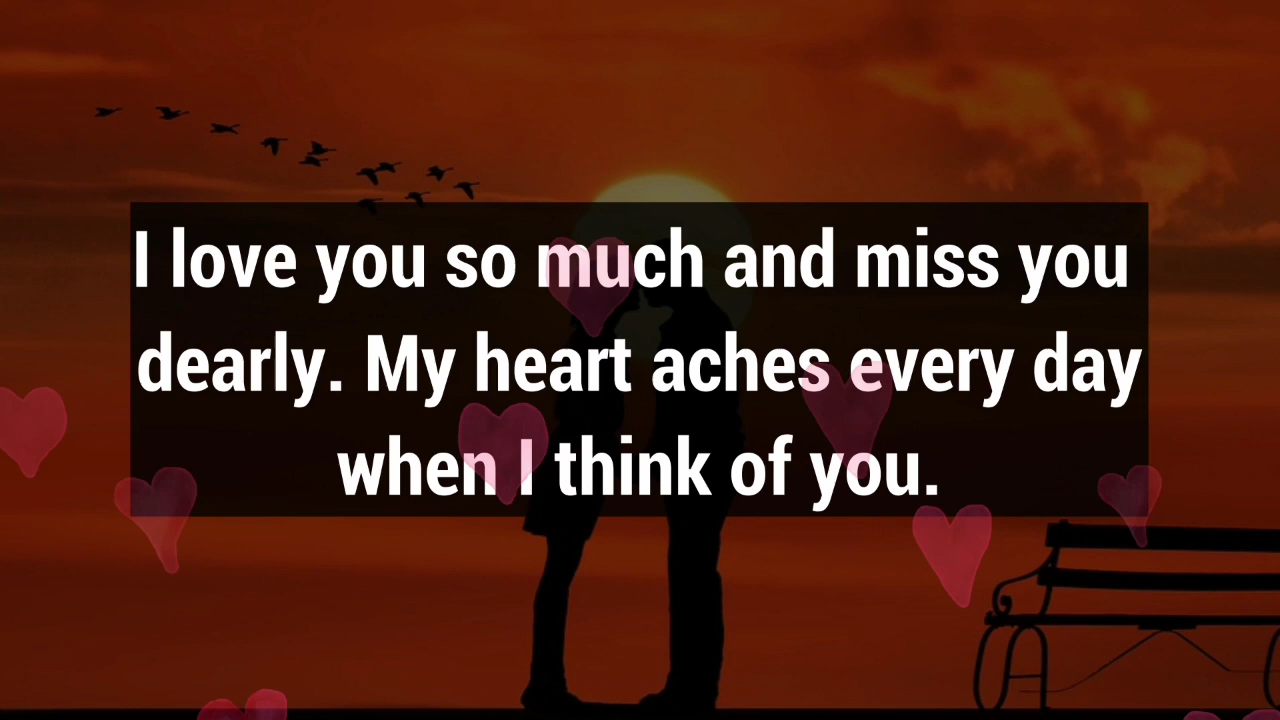 I love you so much and miss you
dearly. My heart aches every day
when I think of you.